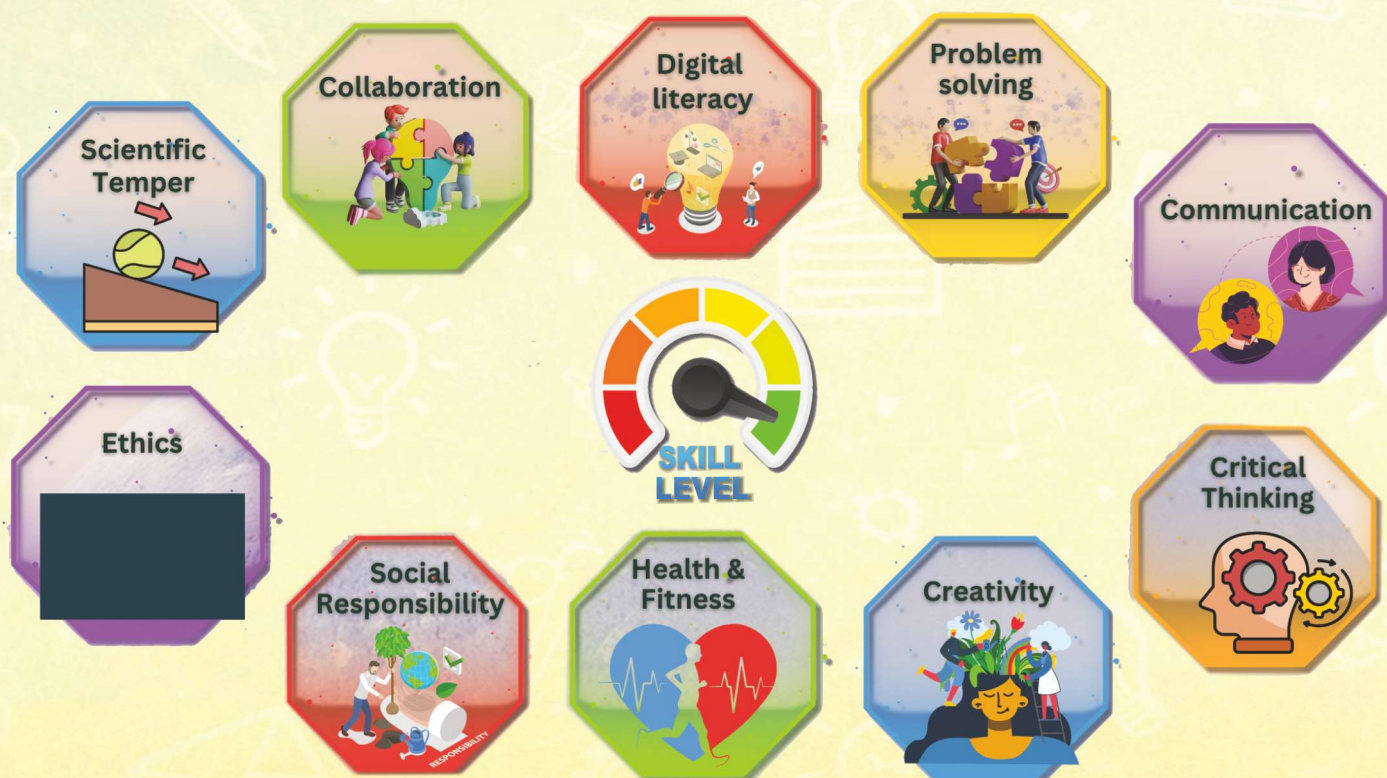 Collaboration
Digital
literacy
Problem
solving
Scientific
Temper
Communication
SKILL
LEVEL
Ethics
Critical
Thinking
Social
Responsibility
RESPONSIBILITY
Health &
Fitness
Creativity